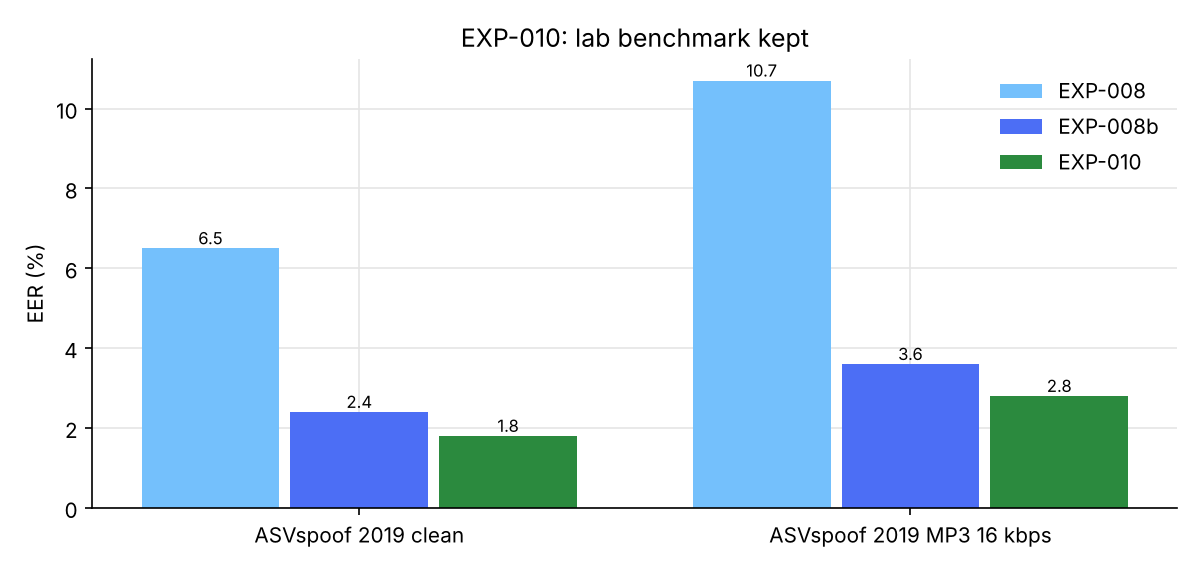 EXP-010: lab benchmark kept
EER (%)
10
8
6
4
2
0
6.5
2.4
1.8
10.7
3.6
2.8
EXP-008
EXP-008b
EXP-010
ASVspoof 2019 clean
ASVspoof 2019 MP3 16 kbps